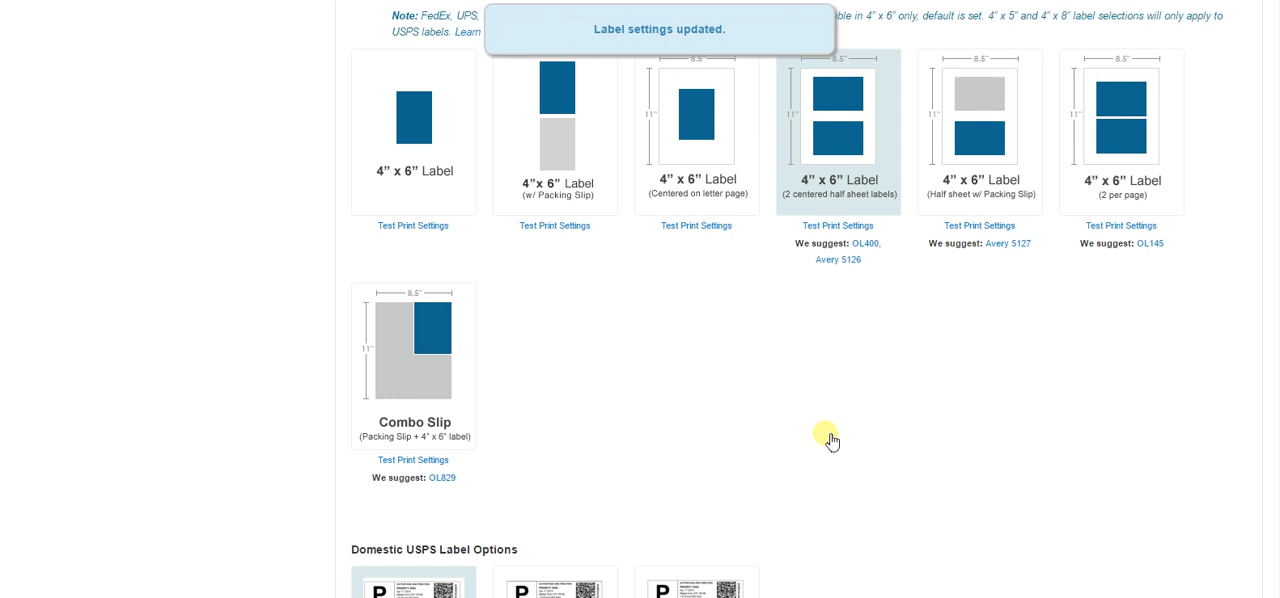 Note: FedEx, UPS, able in 4” x 6” only, default is set. 4” x 5” and 4” x 8” label selections will only apply to
USPS labels. Learn
Label settings updated.
8.5” 8.5” 8.5” 8.5”
11” 11” 11” 11”
4” x 6” Label
4”x 6” Label
(w/ Packing Slip)
4” x 6” Label
(Centered on letter page)
4” x 6” Label
(2 centered half sheet labels)
4” x 6” Label
(Half sheet w/ Packing Slip)
4” x 6” Label
(2 per page)
Test Print Settings Test Print Settings Test Print Settings Test Print Settings Test Print Settings Test Print Settings
We suggest: OL400,
Avery 5126
We suggest: Avery 5127
We suggest: OL145
8.5”
11”
Combo Slip
(Packing Slip + 4” x 6” label)
Test Print Settings
We suggest: OL829
Domestic USPS Label Options
P P P